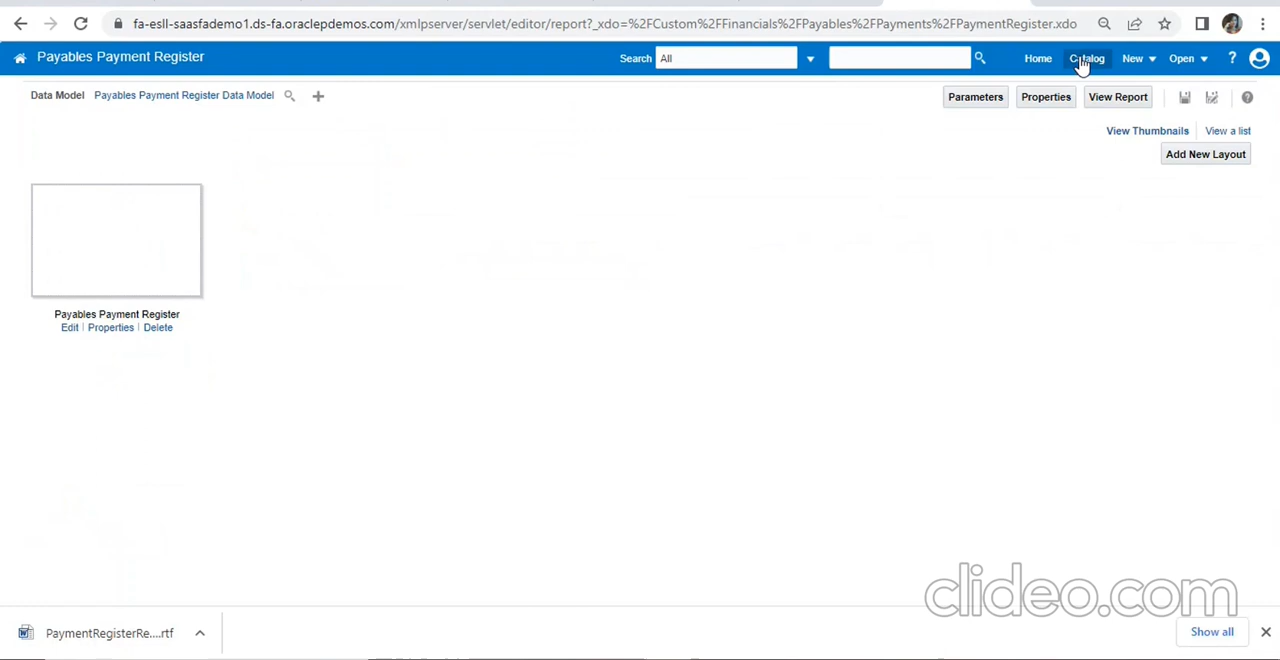 fa-esll-saasfademo1.ds-fa.oraclepdemos.com/xmlpserver/servlet/editor/report?_xdo=%2FCustom%2FFinancials%2FPayables%2FPayments%2FPaymentRegister.xdo
Payables Payment Register Search All Home Catalog New Open ?
Data Model Payables Payment Register Data Model Parameters Properties View Report ?
View Thumbnails View a list
Add New Layout
Payables Payment Register
Edit Properties Delete
clideo.com
PaymentRegisterRe....rtf Show all